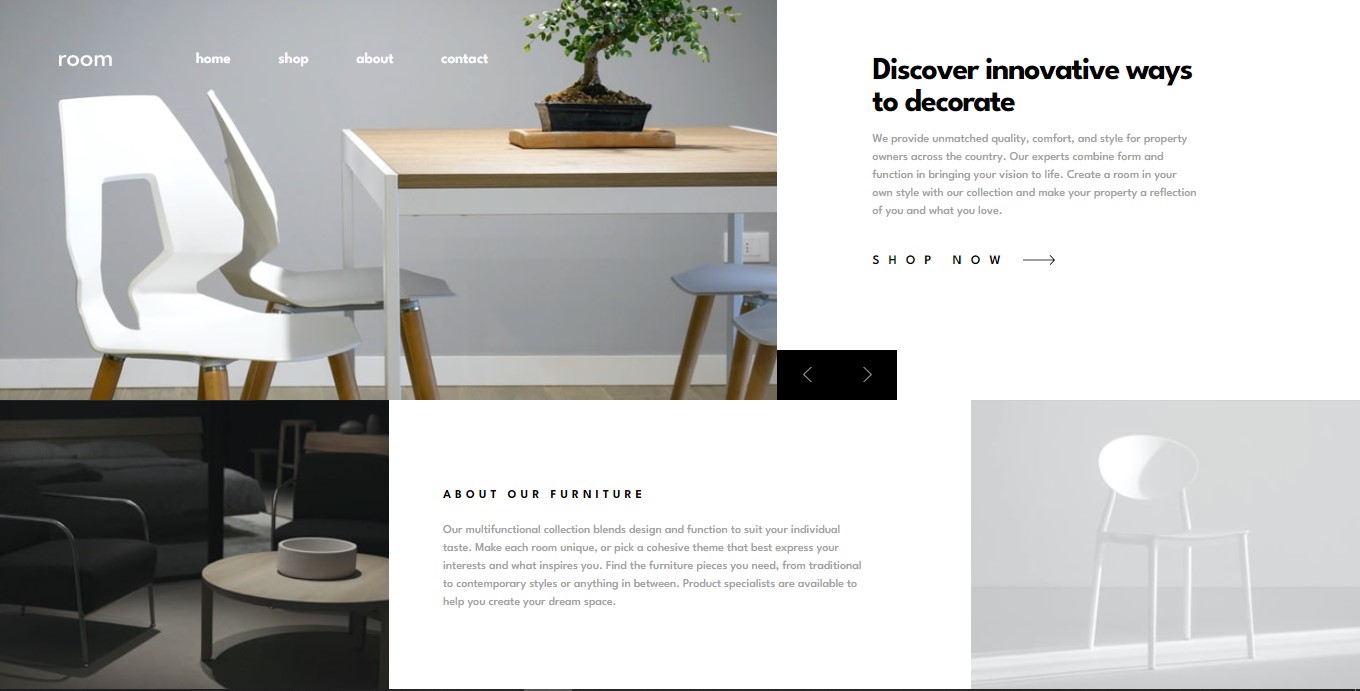 room
home shop about contact
Discover innovative ways
to decorate
We provide unmatched quality, comfort, and style for property
owners across the country. Our experts combine form and
function in bringing your vision to life. Create a room in your
own style with our collection and make your property a reflection
of you and what you love.
SHOP NOW
ABOUT OUR FURNITURE
Our multifunctional collection blends design and function to suit your individual
taste. Make each room unique, or pick a cohesive theme that best express your
interests and what inspires you. Find the furniture pieces you need, from traditional
to contemporary styles or anything in between. Product specialists are available to
help you create your dream space.